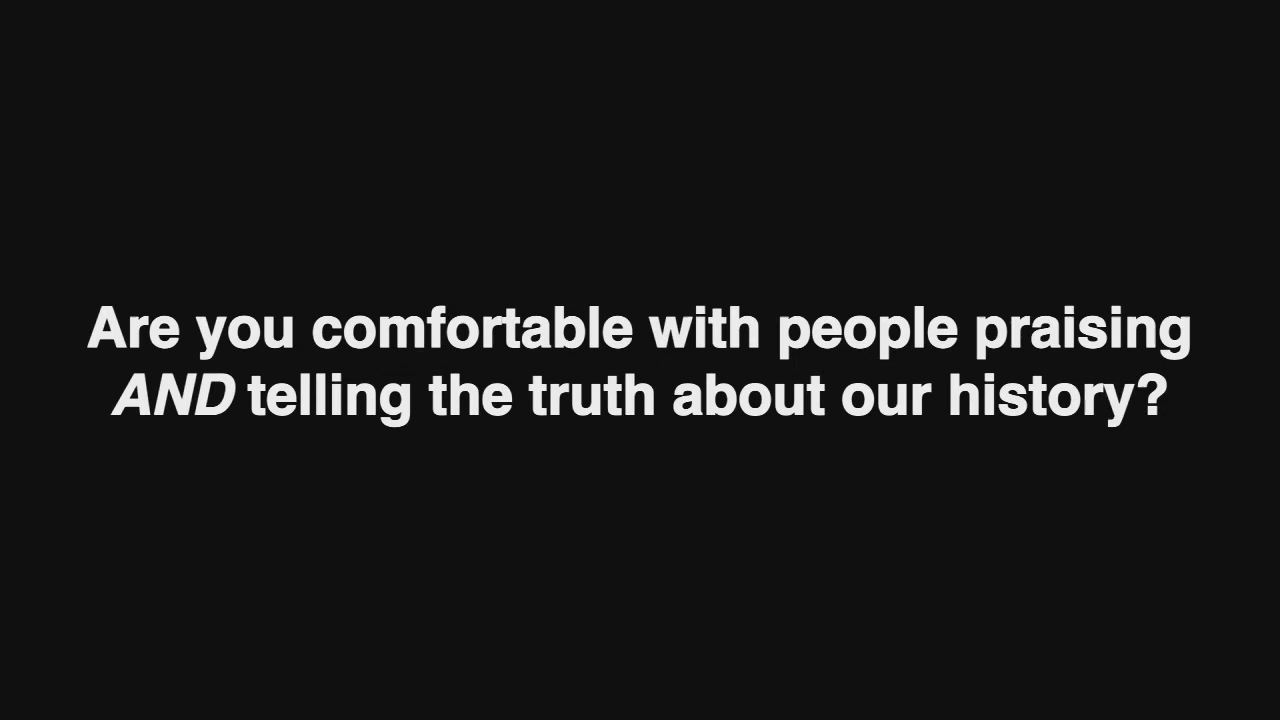 Are you comfortable with people praising
AND telling the truth about our history?